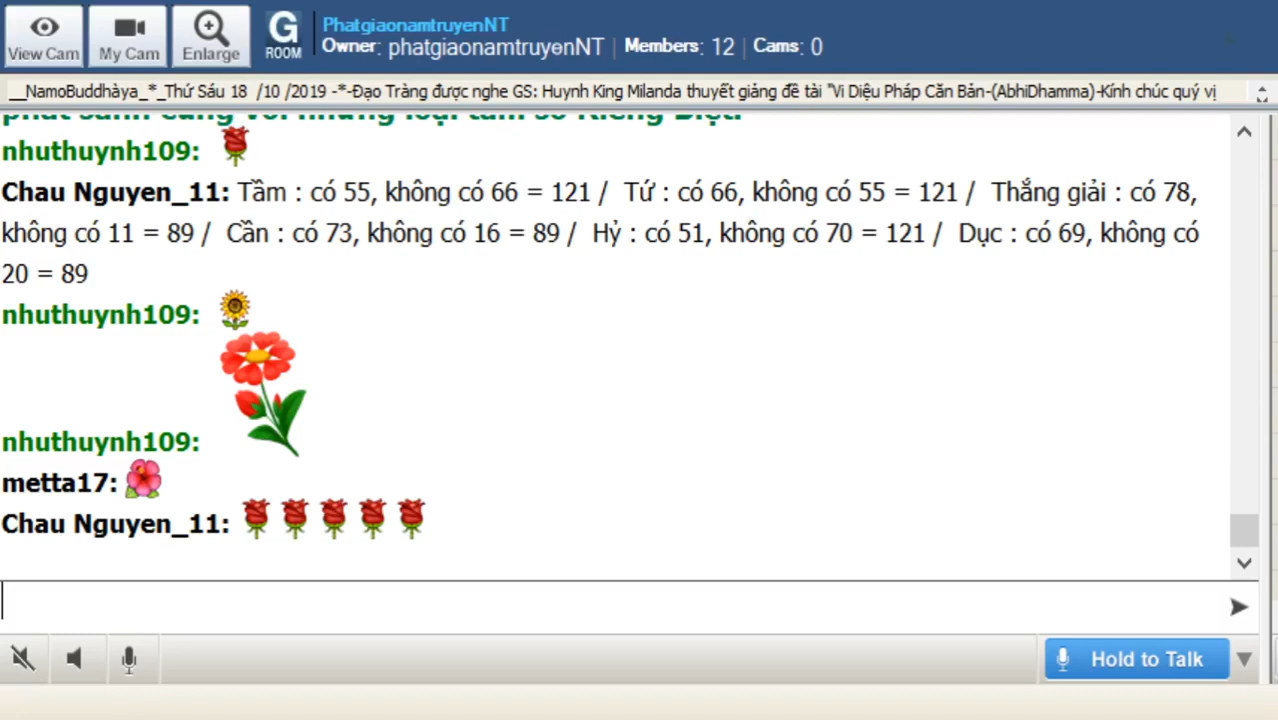 View Cam
My Cam
Enlarge
G
ROOM
PhatgiaonamtruyenNT
Owner: phatgiaonamtruyenNT | Members: 12 | Cams: 0
__NamoBuddhàya_*_Thứ Sáu 18 /10 /2019 -*-Đạo Tràng được nghe GS: Huynh King Milanda thuyết giảng đề tài "Vi Diệu Pháp Căn Bản-(AbhiDhamma)-Kính chúc quý vị
nhuthuynh109:
Chau Nguyen_11: Tầm : có 55, không có 66 = 121 / Tứ : có 66, không có 55 = 121 / Thắng giải : có 78,
không có 11 = 89 / Cần : có 73, không có 16 = 89 / Hỷ : có 51, không có 70 = 121 / Dục : có 69, không có
20 = 89
nhuthuynh109:
nhuthuynh109:
metta17:
Chau Nguyen_11:
Hold to Talk